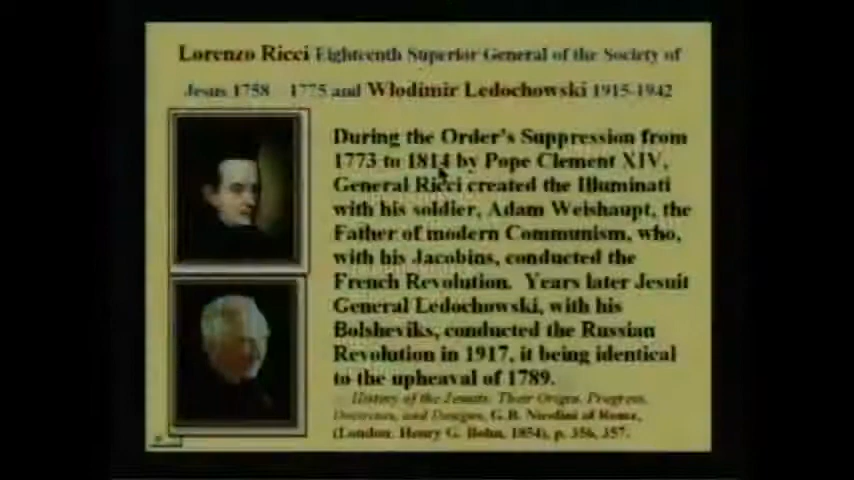 Lorenzo Ricci Eighteenth Superior General of the Society of
Jesus 1758 1775 and Wlodimir Ledochowski 1915-1942
During the Order's Suppression from
1773 to 1814 by Pope Clement XIV,
General Ricci created the Illuminati
with his soldier, Adam Weishaupt, the
Father of modern Communism, who,
with his Jacobins, conducted the
French Revolution. Years later Jesuit
General Ledochowski, with his
Bolsheviks, conducted the Russian
Revolution in 1917, it being identical
to the upheaval of 1789.
History of the Jesuits: Their Origin, Progress,
Doctrines, and Designs, G.B. Nicolini of Rome,
(London: Henry G. Bohn, 1854), p. 356, 357.